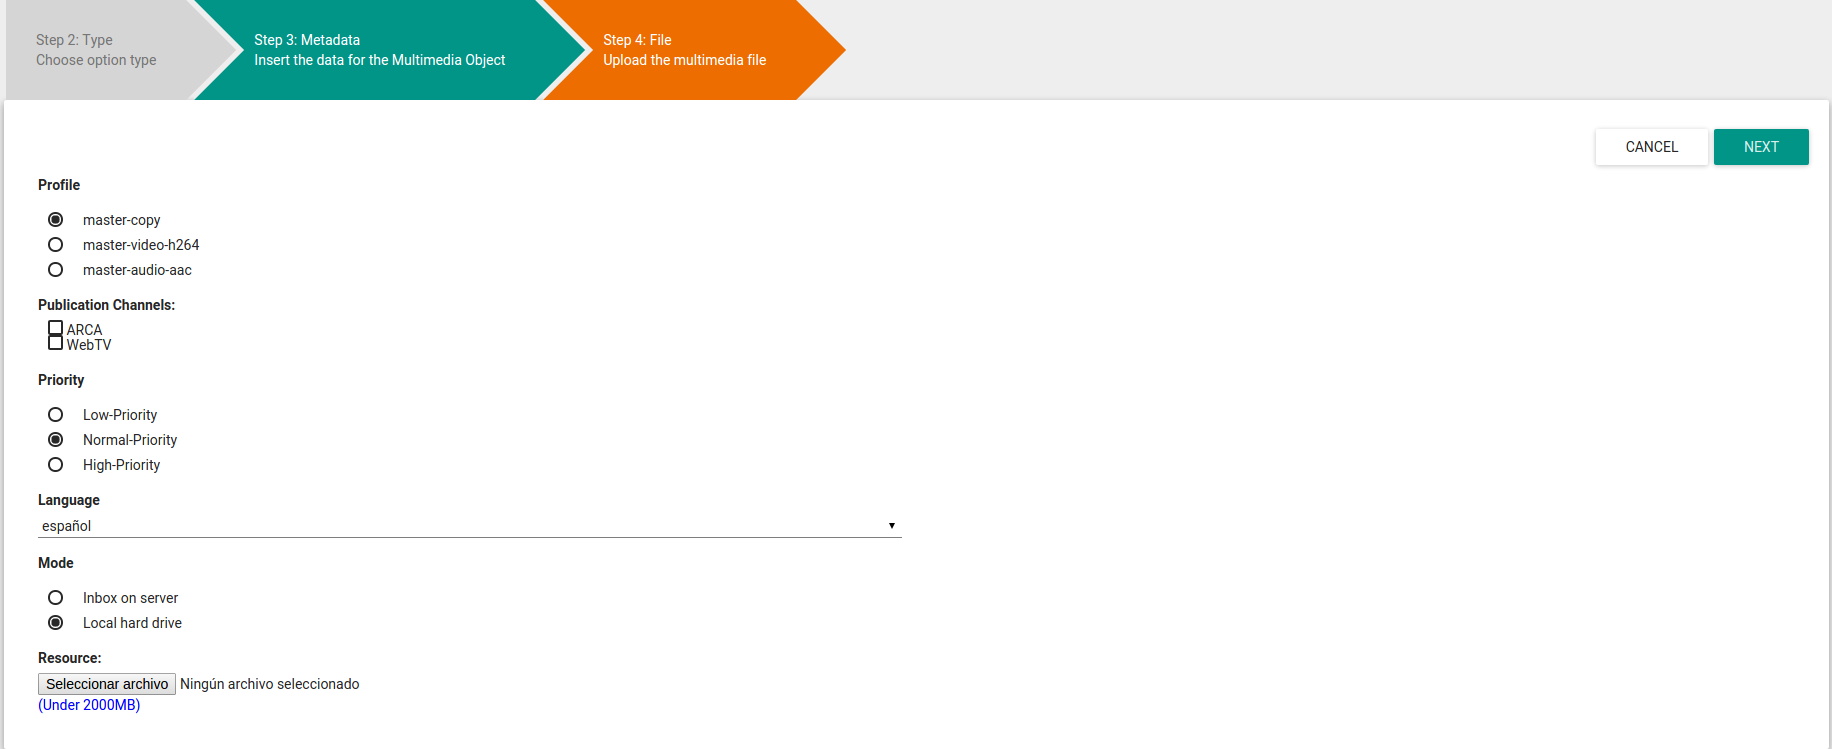 Step 2: Type
Choose option type
Step 3: Metadata
Insert the data for the Multimedia Object
Step 4: File
Upload the multimedia file
CANCEL
NEXT
Profile
master-copy
master-video-h264
master-audio-aac
Publication Channels:
ARCA
WebTV
Priority
Low-Priority
Normal-Priority
High-Priority
Language
español
Mode
Inbox on server
Local hard drive
Resource:
Seleccionar archivo Ningún archivo seleccionado
(Under 2000MB)